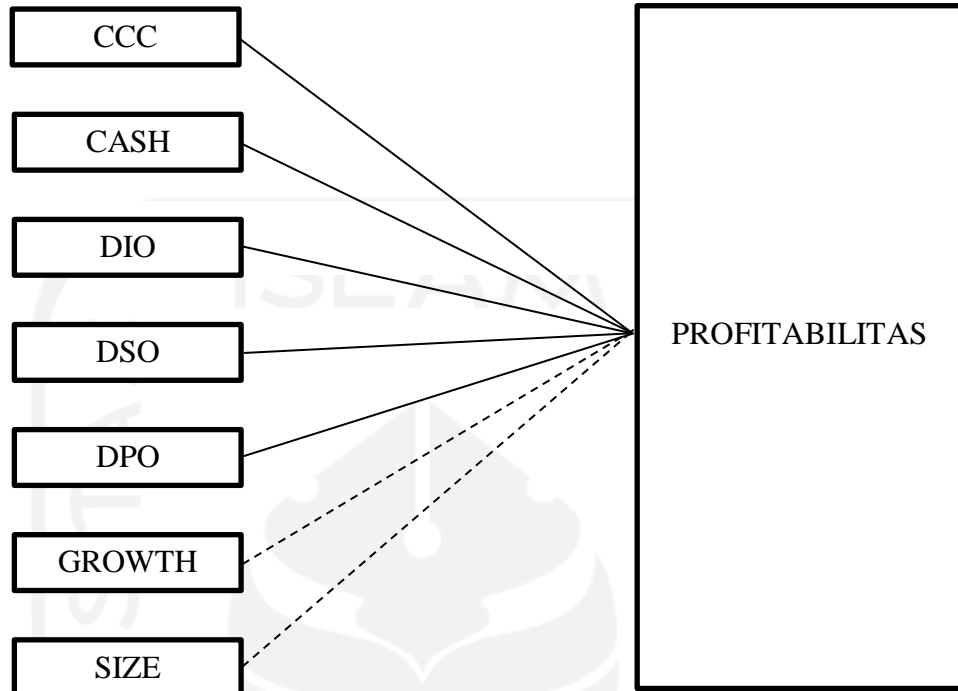 CCC
CASH
DIO
DSO
DPO
GROWTH
SIZE
PROFITABILITAS